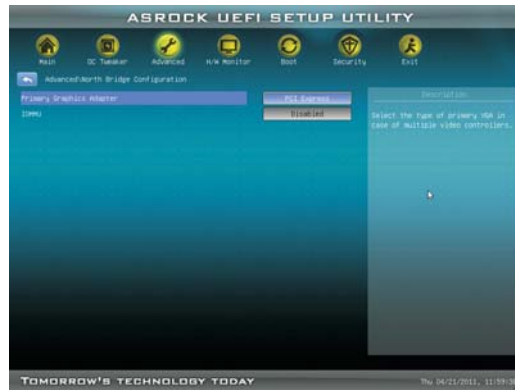 ASROCK UEFI SETUP UTILITY
Main OC Tweaker Advanced H/W Monitor Boot Security Exit
Advanced\North Bridge Configuration
Primary Graphics Adapter PCI Express
IOMMU Disabled
Description
Select the type of primary VGA in
case of multiple video controllers.
TOMORROW'S TECHNOLOGY TODAY
Thu 04/21/2011, 11:59: